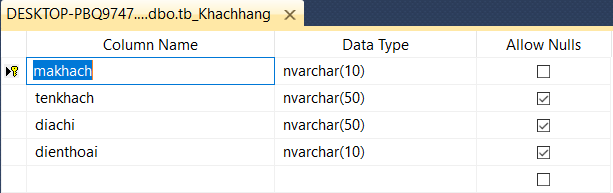 DESKTOP-PBQ9747....dbo.tb_Khachhang
Column Name Data Type Allow Nulls
makhach nvarchar(10)
tenkhach nvarchar(50)
diachi nvarchar(50)
dienthoai nvarchar(10)